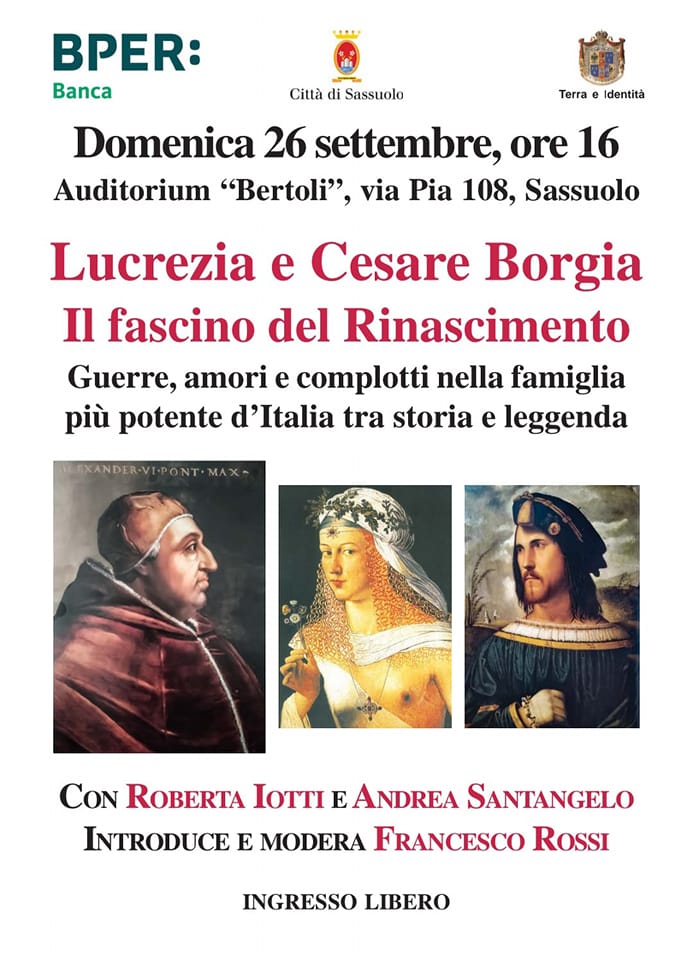 BPER:
Banca
Città di Sassuolo
Terra e Identità
Domenica 26 settembre, ore 16
Auditorium “Bertoli”, via Pia 108, Sassuolo
Lucrezia e Cesare Borgia
Il fascino del Rinascimento
Guerre, amori e complotti nella famiglia
più potente d’Italia tra storia e leggenda
ALEXANDER·VI·PONT·MAX
CON ROBERTA IOTTI E ANDREA SANTANGELO
INTRODUCE E MODERA FRANCESCO ROSSI
INGRESSO LIBERO